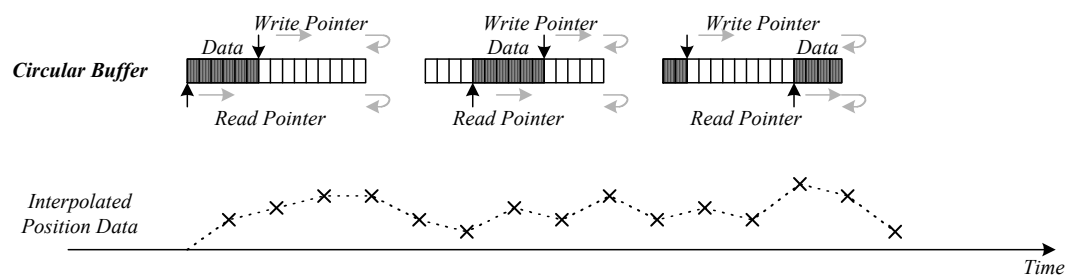 Write Pointer
Write Pointer
Write Pointer
Data
Data
Data
Circular Buffer
Read Pointer
Read Pointer
Read Pointer
Interpolated
Position Data
Time